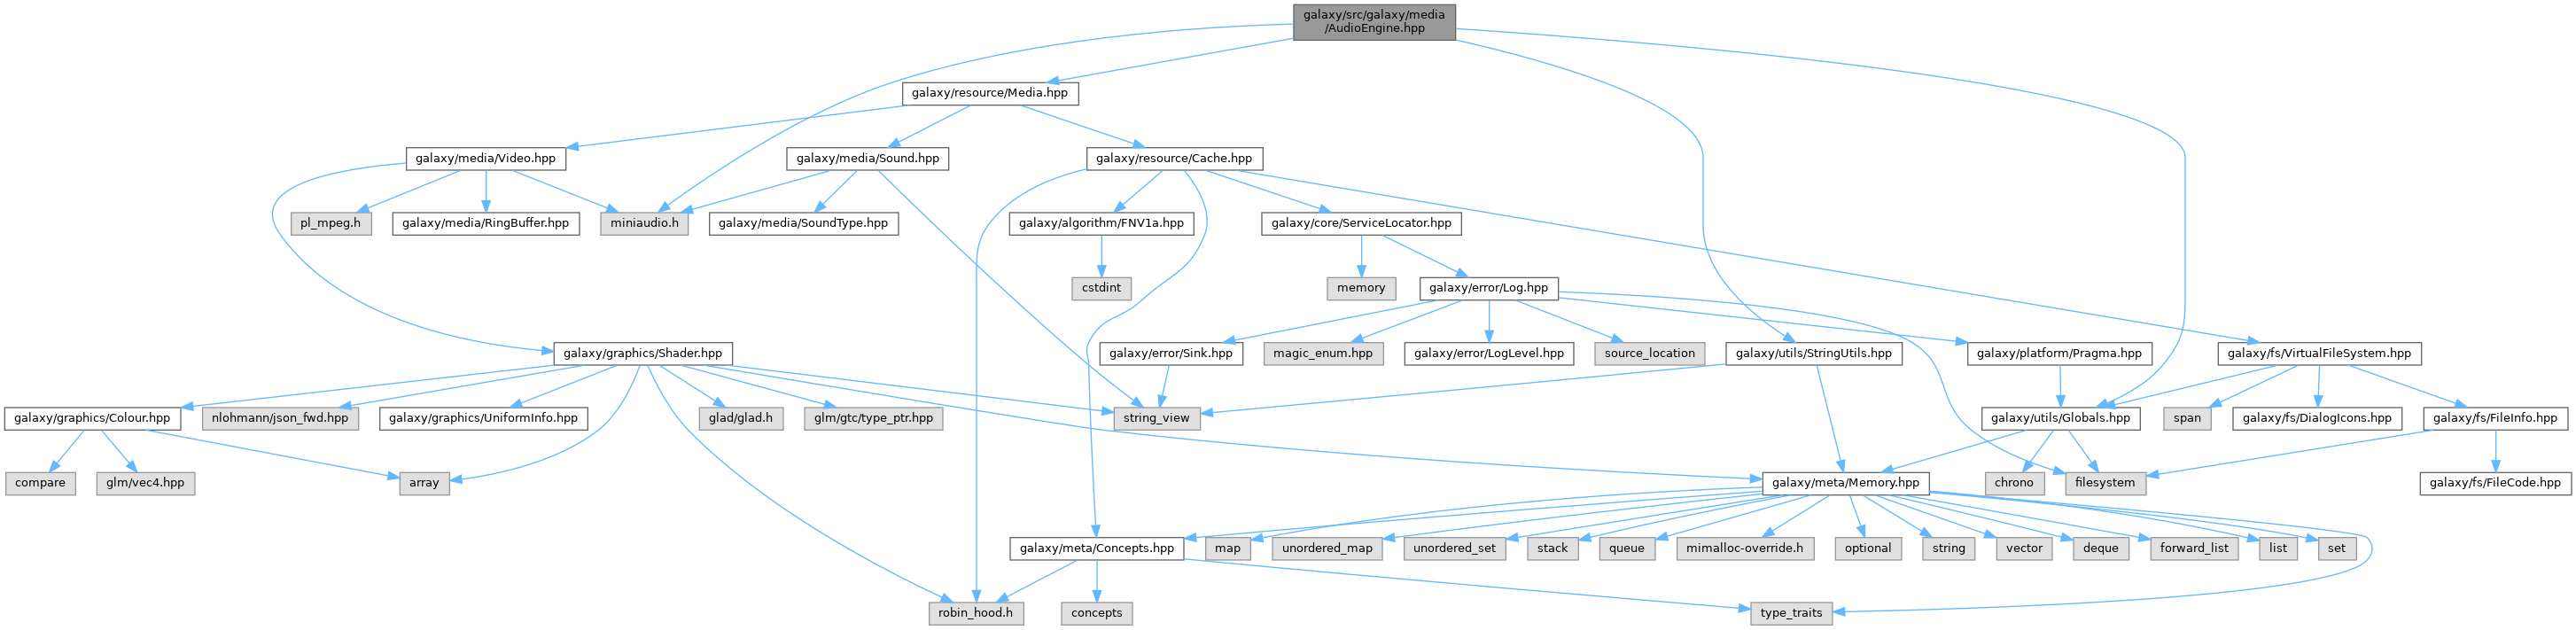 galaxy/src/galaxy/media
/AudioEngine.hpp
galaxy/resource/Media.hpp
galaxy/media/Video.hpp
galaxy/media/Sound.hpp
galaxy/resource/Cache.hpp
pl_mpeg.h
galaxy/media/RingBuffer.hpp
miniaudio.h
galaxy/media/SoundType.hpp
galaxy/algorithm/FNV1a.hpp
galaxy/core/ServiceLocator.hpp
cstdint
memory
galaxy/error/Log.hpp
galaxy/graphics/Shader.hpp
galaxy/error/Sink.hpp
magic_enum.hpp
galaxy/error/LogLevel.hpp
source_location
galaxy/utils/StringUtils.hpp
galaxy/platform/Pragma.hpp
galaxy/fs/VirtualFileSystem.hpp
galaxy/graphics/Colour.hpp
nlohmann/json_fwd.hpp
galaxy/graphics/UniformInfo.hpp
glad/glad.h
glm/gtc/type_ptr.hpp
string_view
galaxy/utils/Globals.hpp
span
galaxy/fs/DialogIcons.hpp
galaxy/fs/FileInfo.hpp
compare
glm/vec4.hpp
array
galaxy/meta/Memory.hpp
chrono
filesystem
galaxy/fs/FileCode.hpp
galaxy/meta/Concepts.hpp
map
unordered_map
unordered_set
stack
queue
mimalloc-override.h
optional
string
vector
deque
forward_list
list
set
robin_hood.h
concepts
type_traits